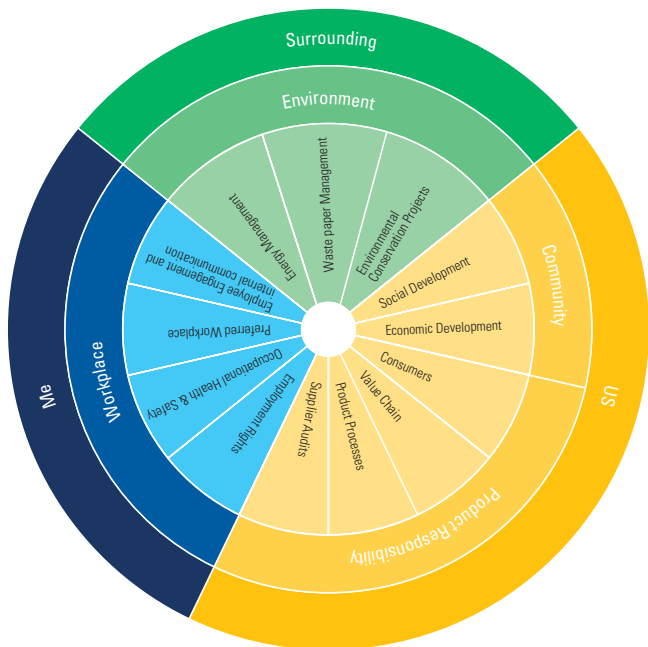 Surrounding
Environment
Energy Management
Waste paper Management
Environmental
Conservation Projects
US
Community
Social Development
Economic Development
Product Responsibility
Consumers
Value Chain
Product Processes
Supplier Audits
Me
Workplace
Employment Rights
Occupational Health & Safety
Preferred Workplace
Employee Engagement and
internal communication